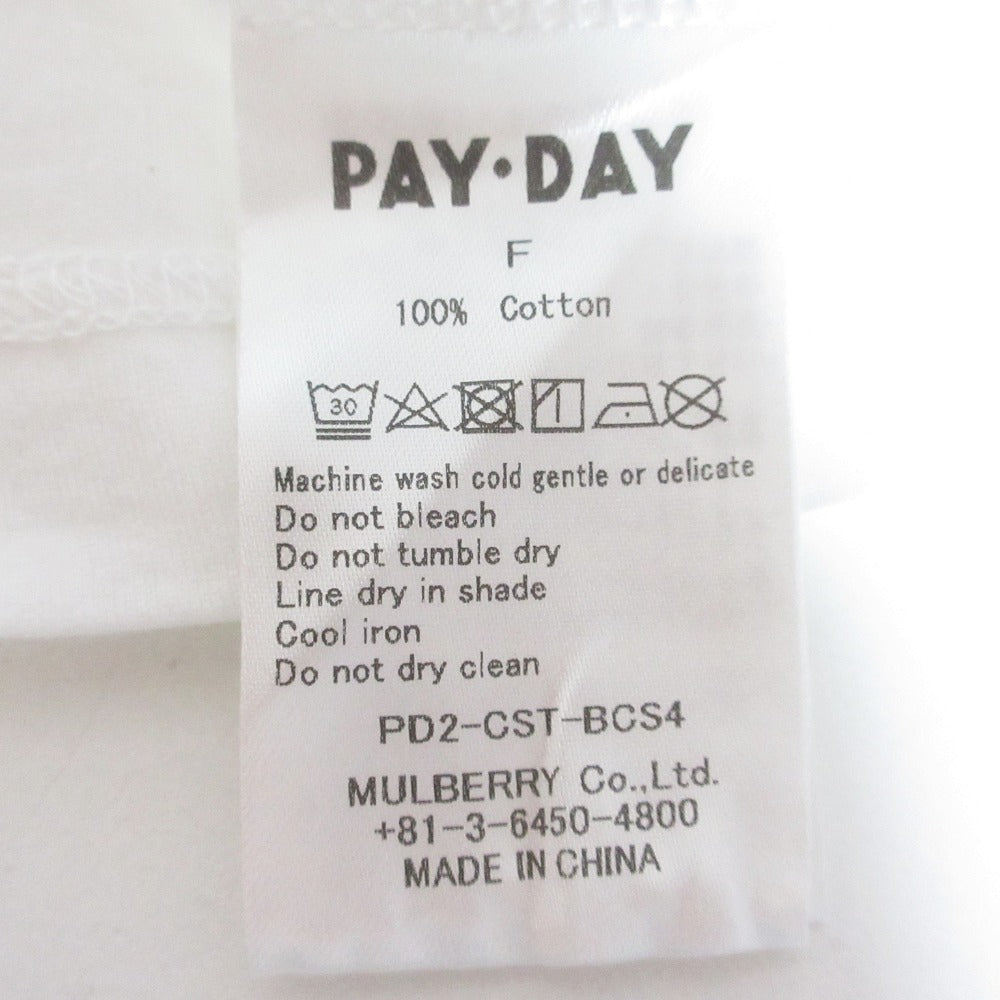 PAY·DAY
F
100% Cotton
30
Machine wash cold gentle or delicate
Do not bleach
Do not tumble dry
Line dry in shade
Cool iron
Do not dry clean
PD2-CST-BCS4
MULBERRY Co.,Ltd.
+81-3-6450-4800
MADE IN CHINA